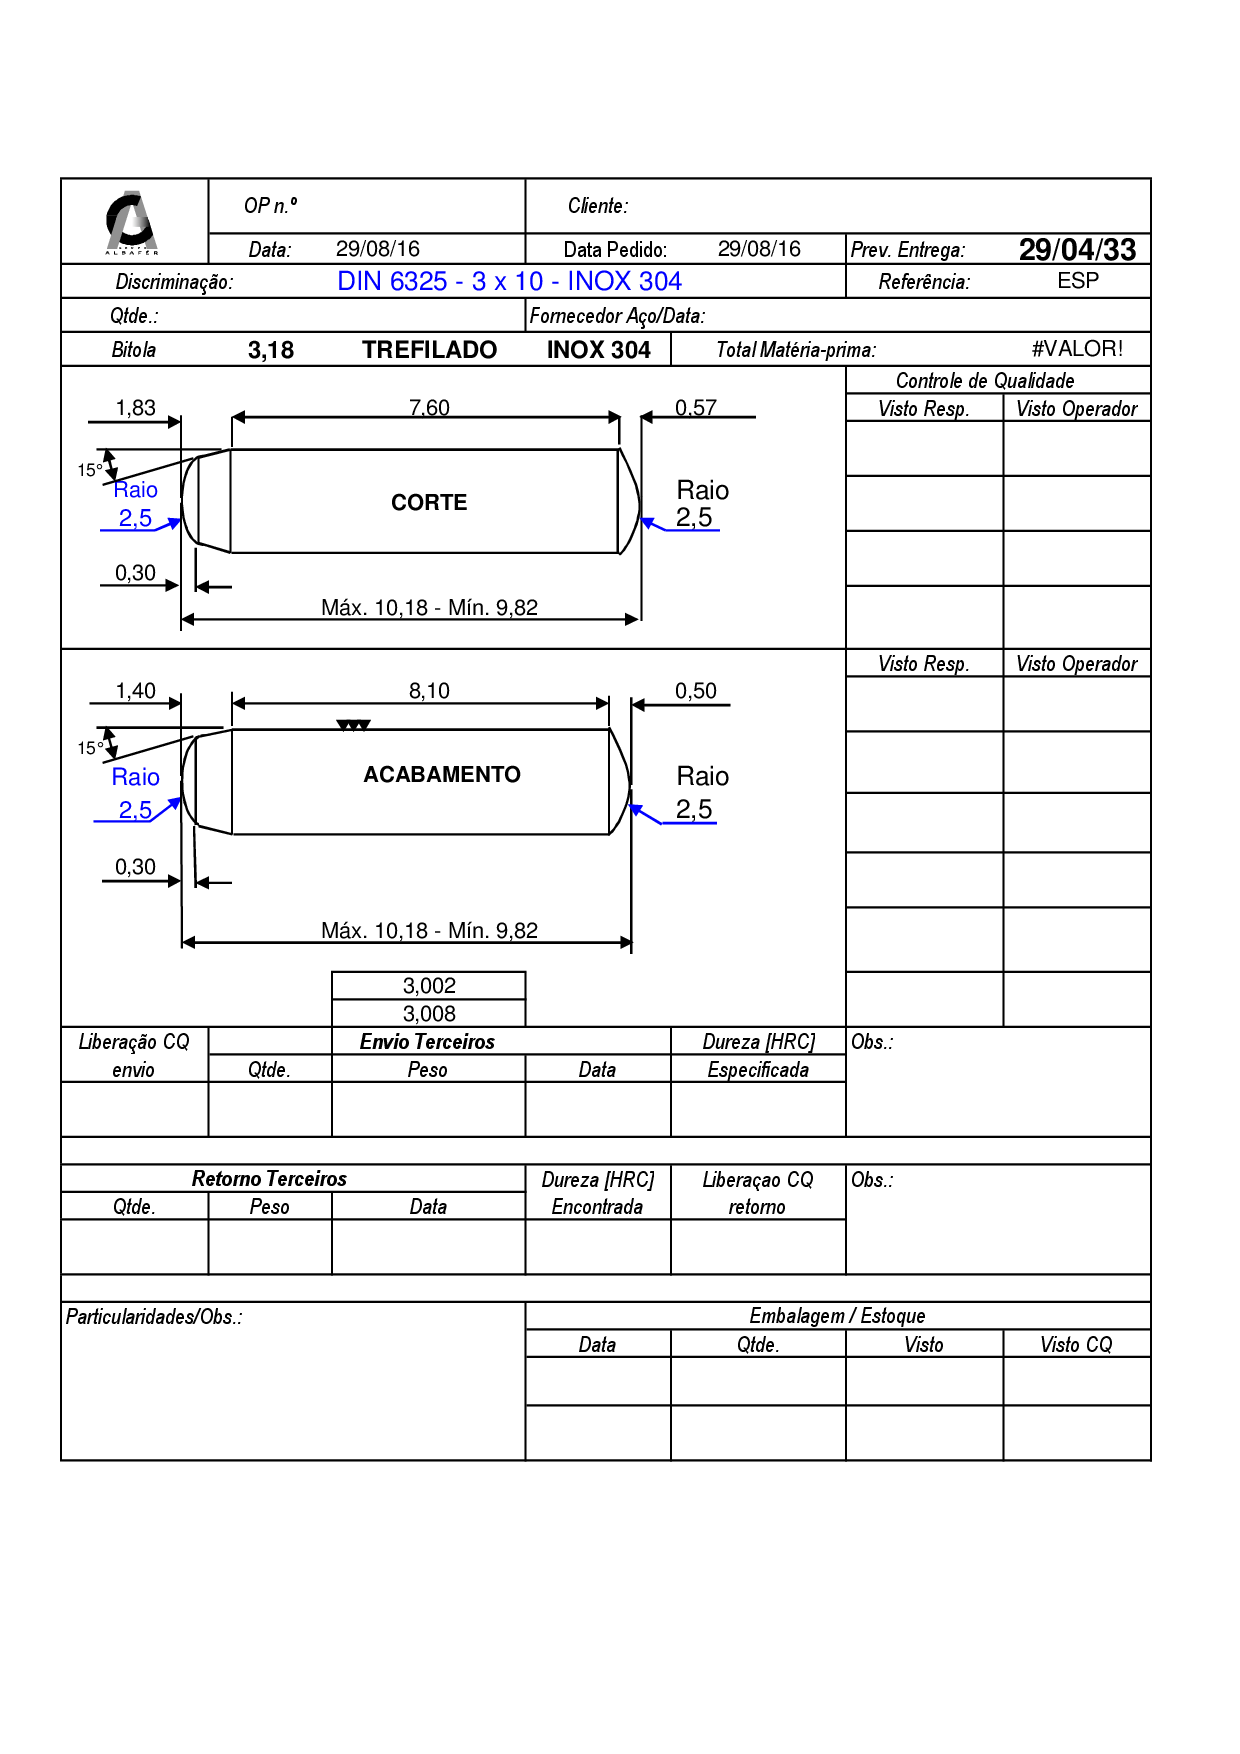 OP n.º
Cliente:
ALBAFER
Data: 29/08/16 Data Pedido: 29/08/16 Prev. Entrega: 29/04/33
Discriminação: DIN 6325 - 3 x 10 - INOX 304 Referência: ESP
Qtde.: Fornecedor Aço/Data:
Bitola 3,18 TREFILADO INOX 304 Total Matéria-prima: #VALOR!
Controle de Qualidade
Visto Resp. Visto Operador
1,83 7,60 0,57
15°
Raio CORTE Raio
2,5 2,5
0,30
Máx. 10,18 - Mín. 9,82
Visto Resp. Visto Operador
1,40 8,10 0,50
15°
Raio ACABAMENTO Raio
2,5 2,5
0,30
Máx. 10,18 - Mín. 9,82
3,002
3,008
Liberação CQ Envio Terceiros Dureza [HRC] Obs.:
envio Qtde. Peso Data Especificada
Retorno Terceiros Dureza [HRC] Liberaçao CQ Obs.:
Qtde. Peso Data Encontrada retorno
Particularidades/Obs.: Embalagem / Estoque
Data Qtde. Visto Visto CQ